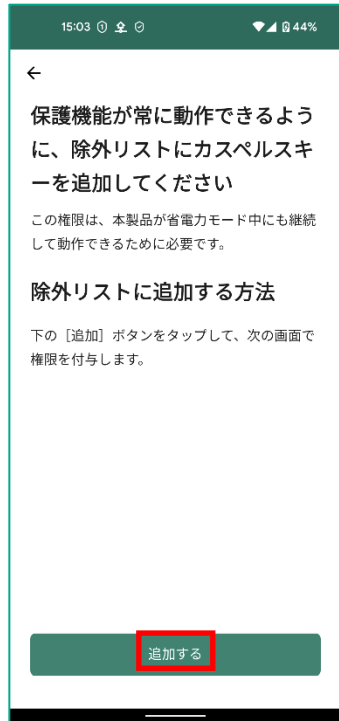 15:03 44%
保護機能が常に動作できるよう
に、除外リストにカスペルスキ
ーを追加してください
この権限は、本製品が省電力モード中にも継続
して動作できるために必要です。
除外リストに追加する方法
下の［追加］ボタンをタップして、次の画面で
権限を付与します。
追加する